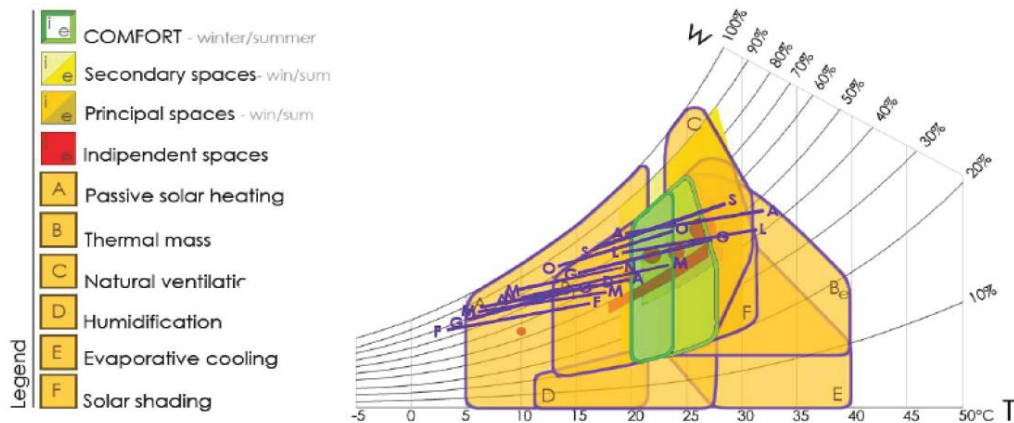 Legend
i e
COMFORT - winter/summer
i e
Secondary spaces- win/sum
i e
Principal spaces - win/sum
i e
Indipendent spaces
A Passive solar heating
B Thermal mass
C Natural ventilatic
D Humidification
E Evaporative cooling
F Solar shading
W
100%
90%
80%
70%
60%
50%
40%
30%
20%
10%
C
S
A
A
O
L
S
L
G
O
G
M
M
D
A
M
G
M
F
A
G
F
Be
F
D
E
-5 0 5 10 15 20 25 30 35 40 45 50°C T